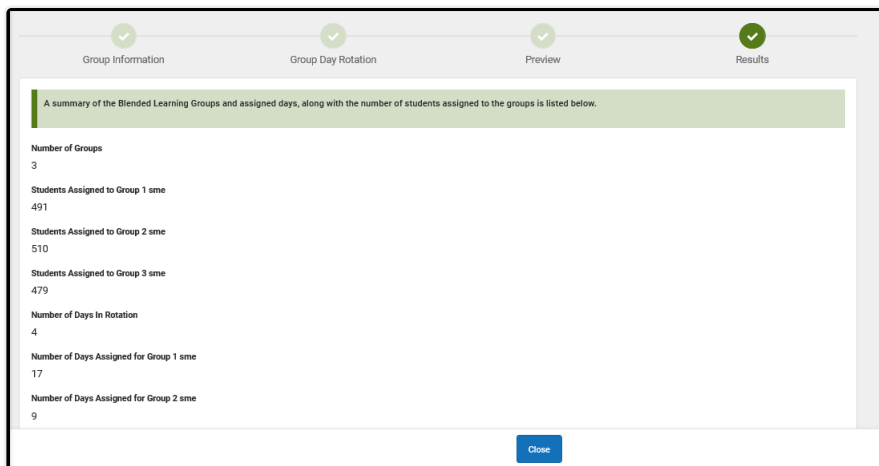 Group Information Group Day Rotation Preview Results
A summary of the Blended Learning Groups and assigned days, along with the number of students assigned to the groups is listed below.
Number of Groups
3
Students Assigned to Group 1 sme
491
Students Assigned to Group 2 sme
510
Students Assigned to Group 3 sme
479
Number of Days In Rotation
4
Number of Days Assigned for Group 1 sme
17
Number of Days Assigned for Group 2 sme
9
Close